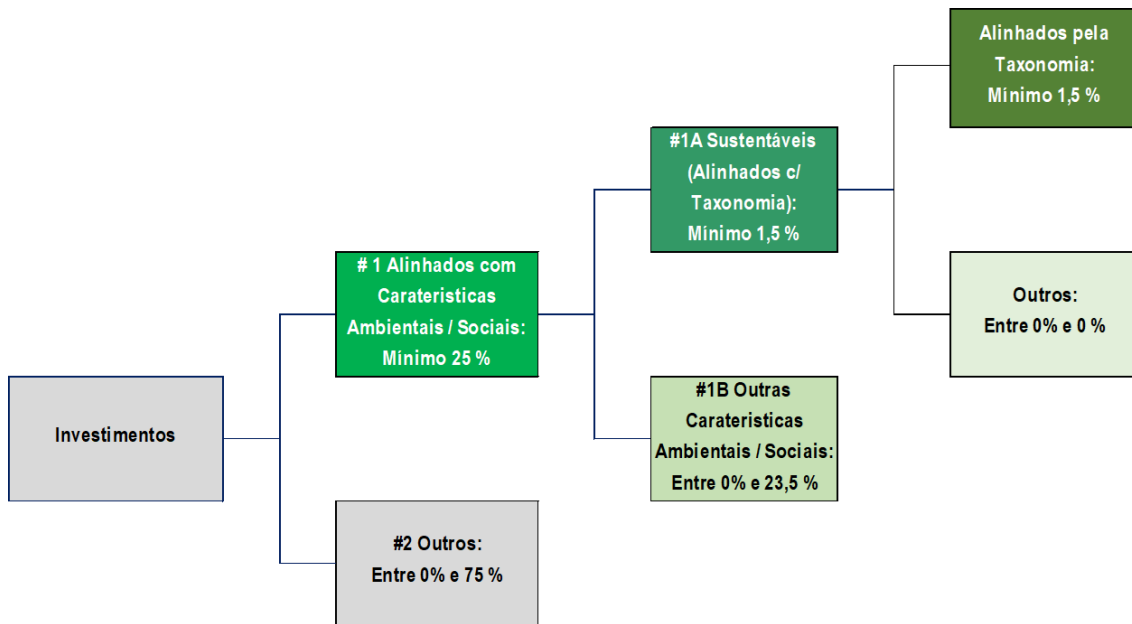 Alinhados pela
Taxonomia:
Mínimo 1,5 %
#1A Sustentáveis
(Alinhados c/
Taxonomia):
Mínimo 1,5 %
# 1 Alinhados com
Carateristicas
Ambientais / Sociais:
Mínimo 25 %
Outros:
Entre 0% e 0 %
Investimentos
#1B Outras
Carateristicas
Ambientais / Sociais:
Entre 0% e 23,5 %
#2 Outros:
Entre 0% e 75 %